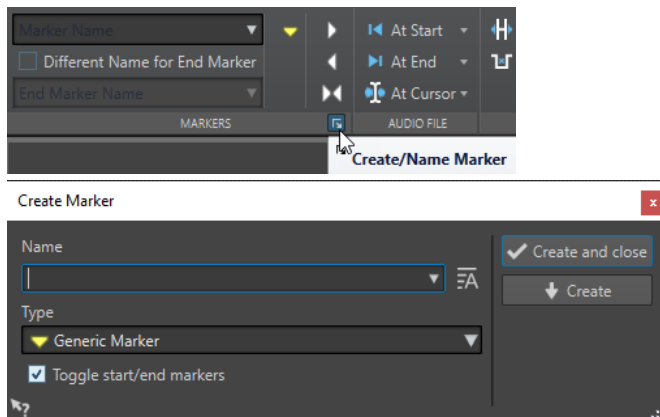 Marker Name
At Start
Different Name for End Marker
At End
End Marker Name
At Cursor
MARKERS
AUDIO FILE
Create/Name Marker
Create Marker
x
Name
Create and close
A
Create
Type
Generic Marker
Toggle start/end markers
?